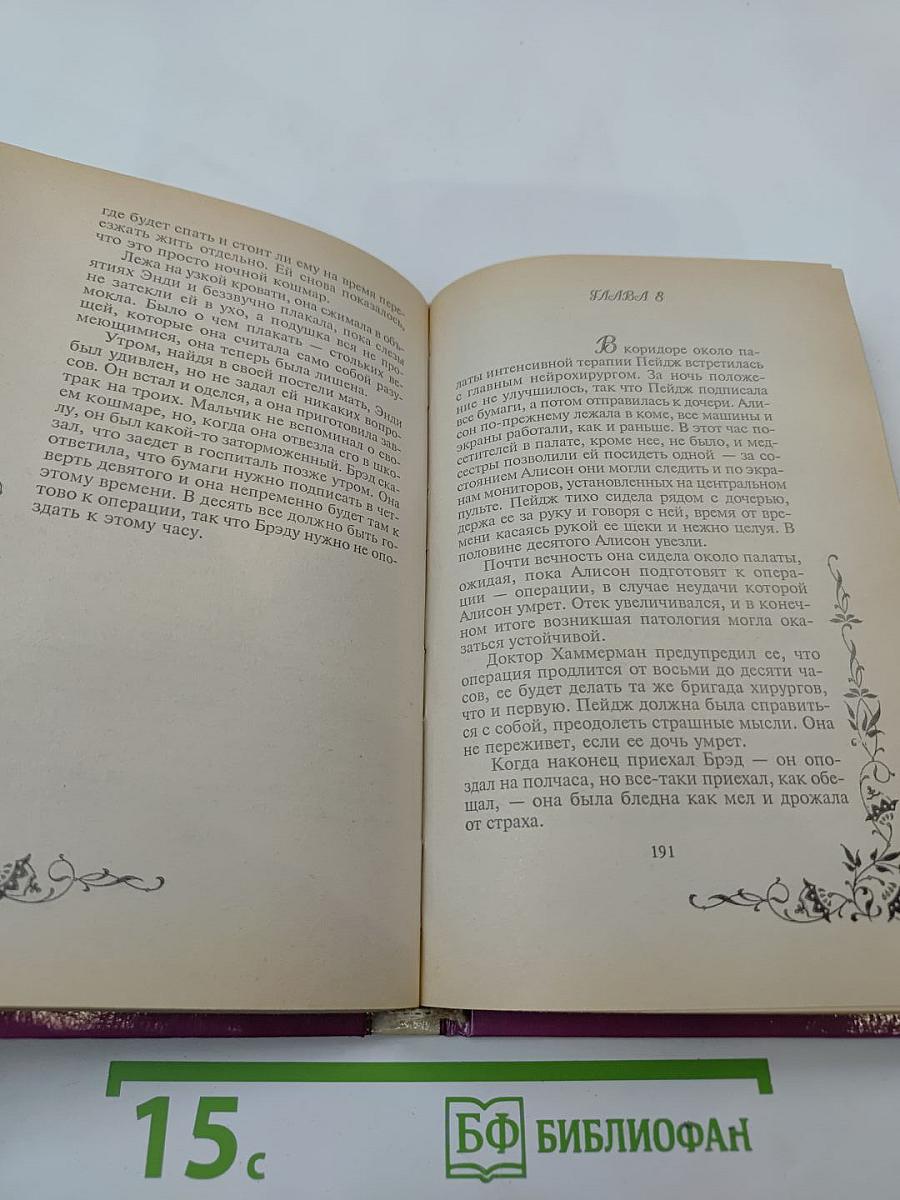 где будет спать и стоит ли ему на время пере-
езжать жить отдельно. Ей снова показалось,
что это просто ночной кошмар.
Лежа на узкой кровати, она сжимала в объ-
ятиях Энди и беззвучно плакала, пока слезы
не затекли ей в ухо, а подушка вся не про-
мокла. Было о чем плакать — стольких ве-
щей, которые она считала само собой разу-
меющимися, она теперь была лишена.
Утром, найдя в своей постели мать, Энди
был удивлен, но не задал ей никаких вопро-
сов. Он встал и оделся, а она приготовила зав-
трак на троих. Мальчик не вспоминал о сво-
ем кошмаре, но, когда она отвезла его в шко-
лу, он был какой-то заторможенный. Брэд ска-
зал, что заедет в госпиталь позже утром. Она
ответила, что бумаги нужно подписать в чет-
верть девятого и она непременно будет там к
этому времени. В десять все должно быть го-
тово к операции, так что Брэду нужно не опо-
здать к этому часу.
ГЛАВА 8
В коридоре около па-
латы интенсивной терапии Пейдж встретилась
с главным нейрохирургом. За ночь положе-
ние не улучшилось, так что Пейдж подписала
все бумаги, а потом отправилась к дочери. Али-
сон по-прежнему лежала в коме, все машины и
экраны работали, как и раньше. В этот час по-
сетителей в палате, кроме нее, не было, и мед-
сестры позволили ей посидеть одной — за со-
стоянием Алисон они могли следить и по экра-
нам мониторов, установленных на центральном
пульте. Пейдж тихо сидела рядом с дочерью,
держа ее за руку и говоря с ней, время от вре-
мени касаясь рукой ее щеки и нежно целуя. В
половине десятого Алисон увезли.
Почти вечность она сидела около палаты,
ожидая, пока Алисон подготовят к опера-
ции — операции, в случае неудачи которой
Алисон умрет. Отек увеличивался, и в конеч-
ном итоге возникшая патология могла ока-
заться устойчивой.
Доктор Хаммерман предупредил ее, что
операция продлится от восьми до десяти ча-
сов, ее будет делать та же бригада хирургов,
что и первую. Пейдж должна была справить-
ся с собой, преодолеть страшные мысли. Она
не переживет, если ее дочь умрет.
Когда наконец приехал Брэд — он опо-
здал на полчаса, но все-таки приехал, как обе-
щал, — она была бледна как мел и дрожала
от страха.
191
15 с
БФ БИБЛИОФАН